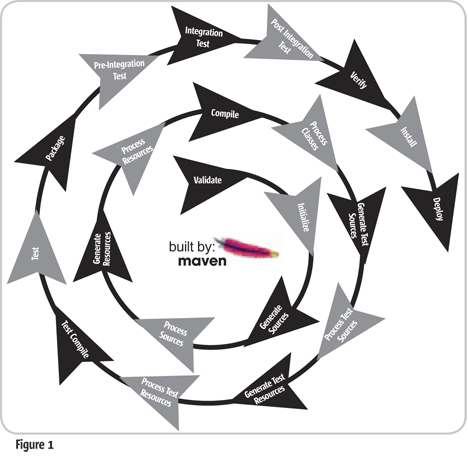 Validate
Initialize
Generate
Sources
Process
Sources
Generate
Resources
Process
Resources
Compile
Process
Classes
Generate Test
Sources
Process Test
Sources
Generate Test
Resources
Process Test
Resources
Test Compile
Test
Package
Pre-Integration
Test
Integration
Test
Post Integration
Test
Verify
Install
Deploy
built by:
maven
Figure 1